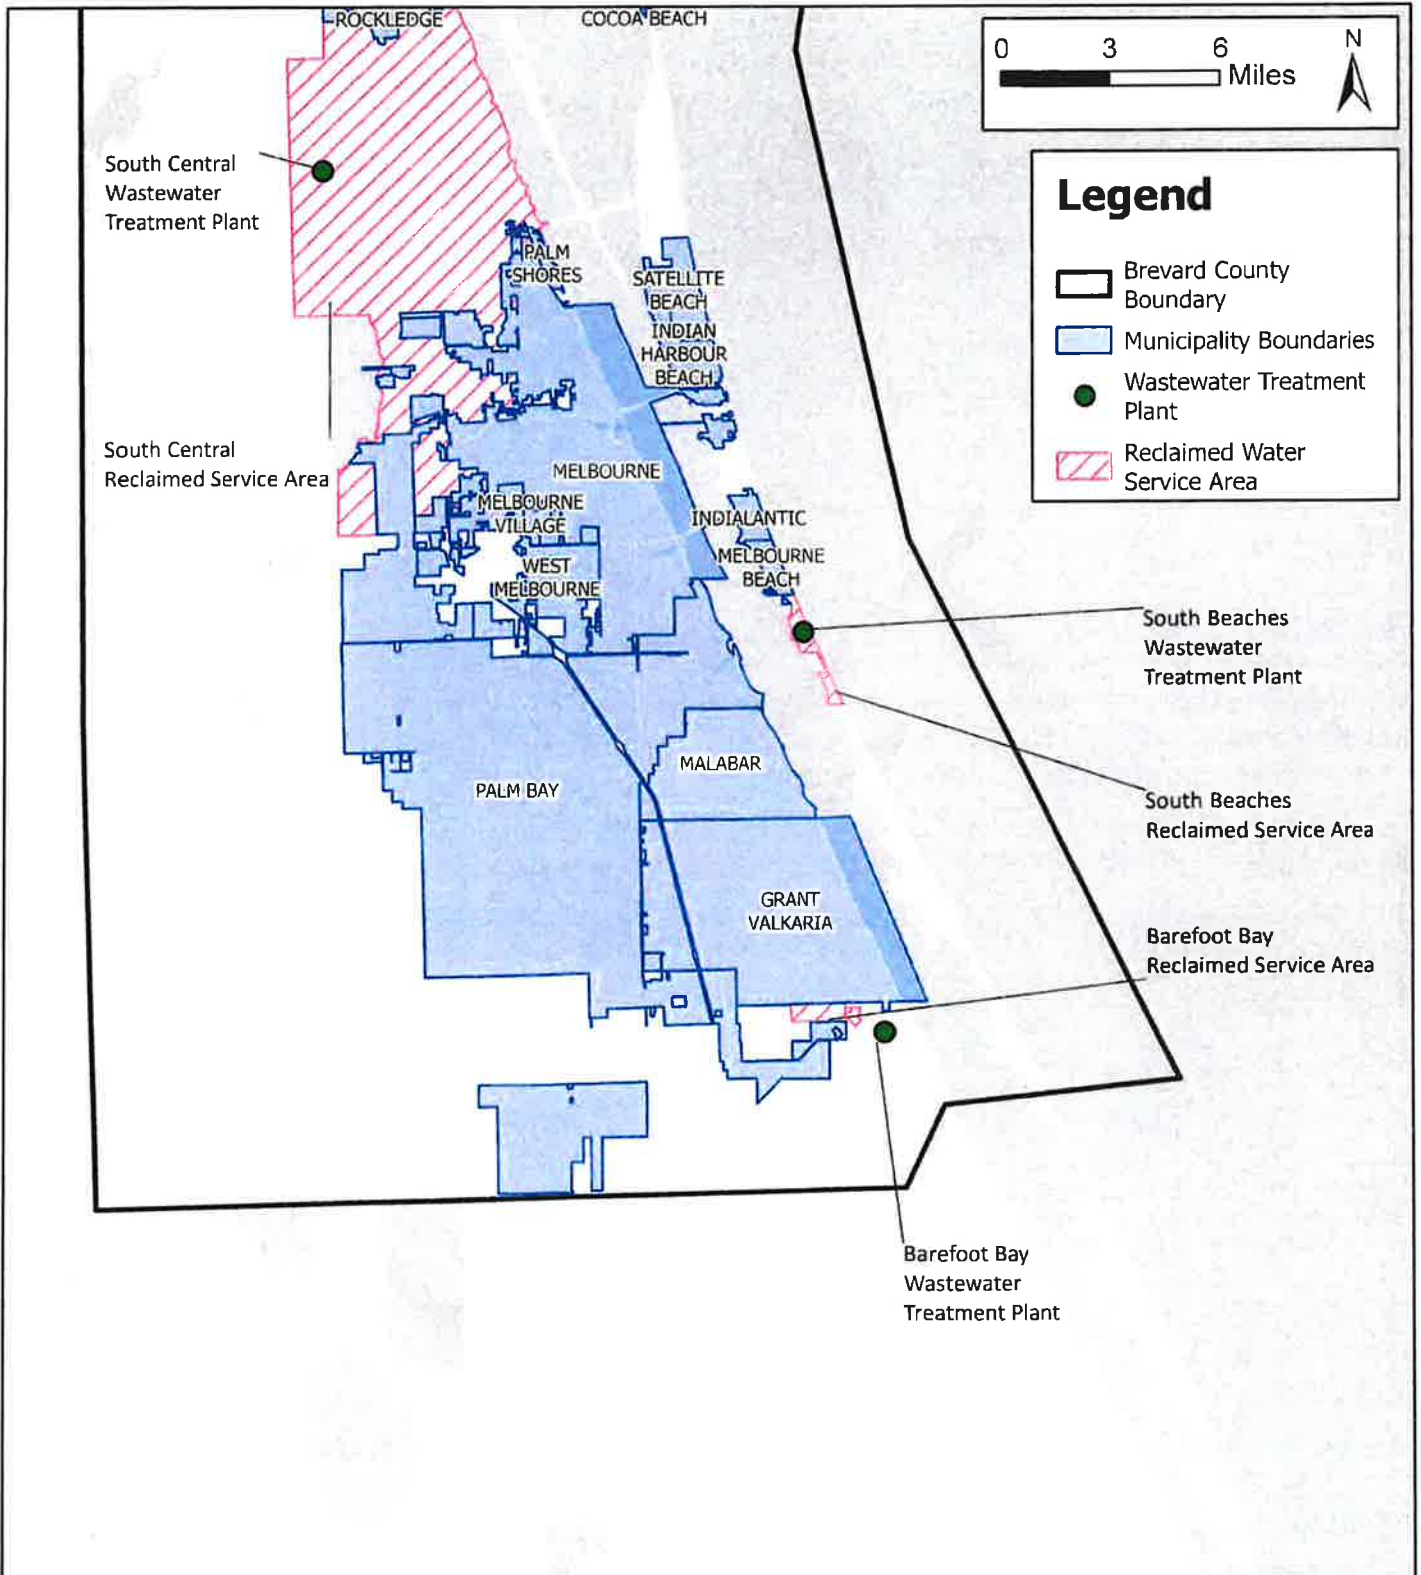 ROCKLEDGE
COCOA BEACH
0 3 6
Miles
N
Legend
Brevard County
Boundary
Municipality Boundaries
Wastewater Treatment
Plant
Reclaimed Water
Service Area
South Central
Wastewater
Treatment Plant
PALM
SHORES
SATELLITE
BEACH
INDIAN
HARBOUR
BEACH
South Central
Reclaimed Service Area
MELBOURNE
MELBOURNE
VILLAGE
INDIALANTIC
WEST
MELBOURNE
MELBOURNE
BEACH
South Beaches
Wastewater
Treatment Plant
MALABAR
PALM BAY
South Beaches
Reclaimed Service Area
GRANT
VALKARIA
Barefoot Bay
Reclaimed Service Area
Barefoot Bay
Wastewater
Treatment Plant